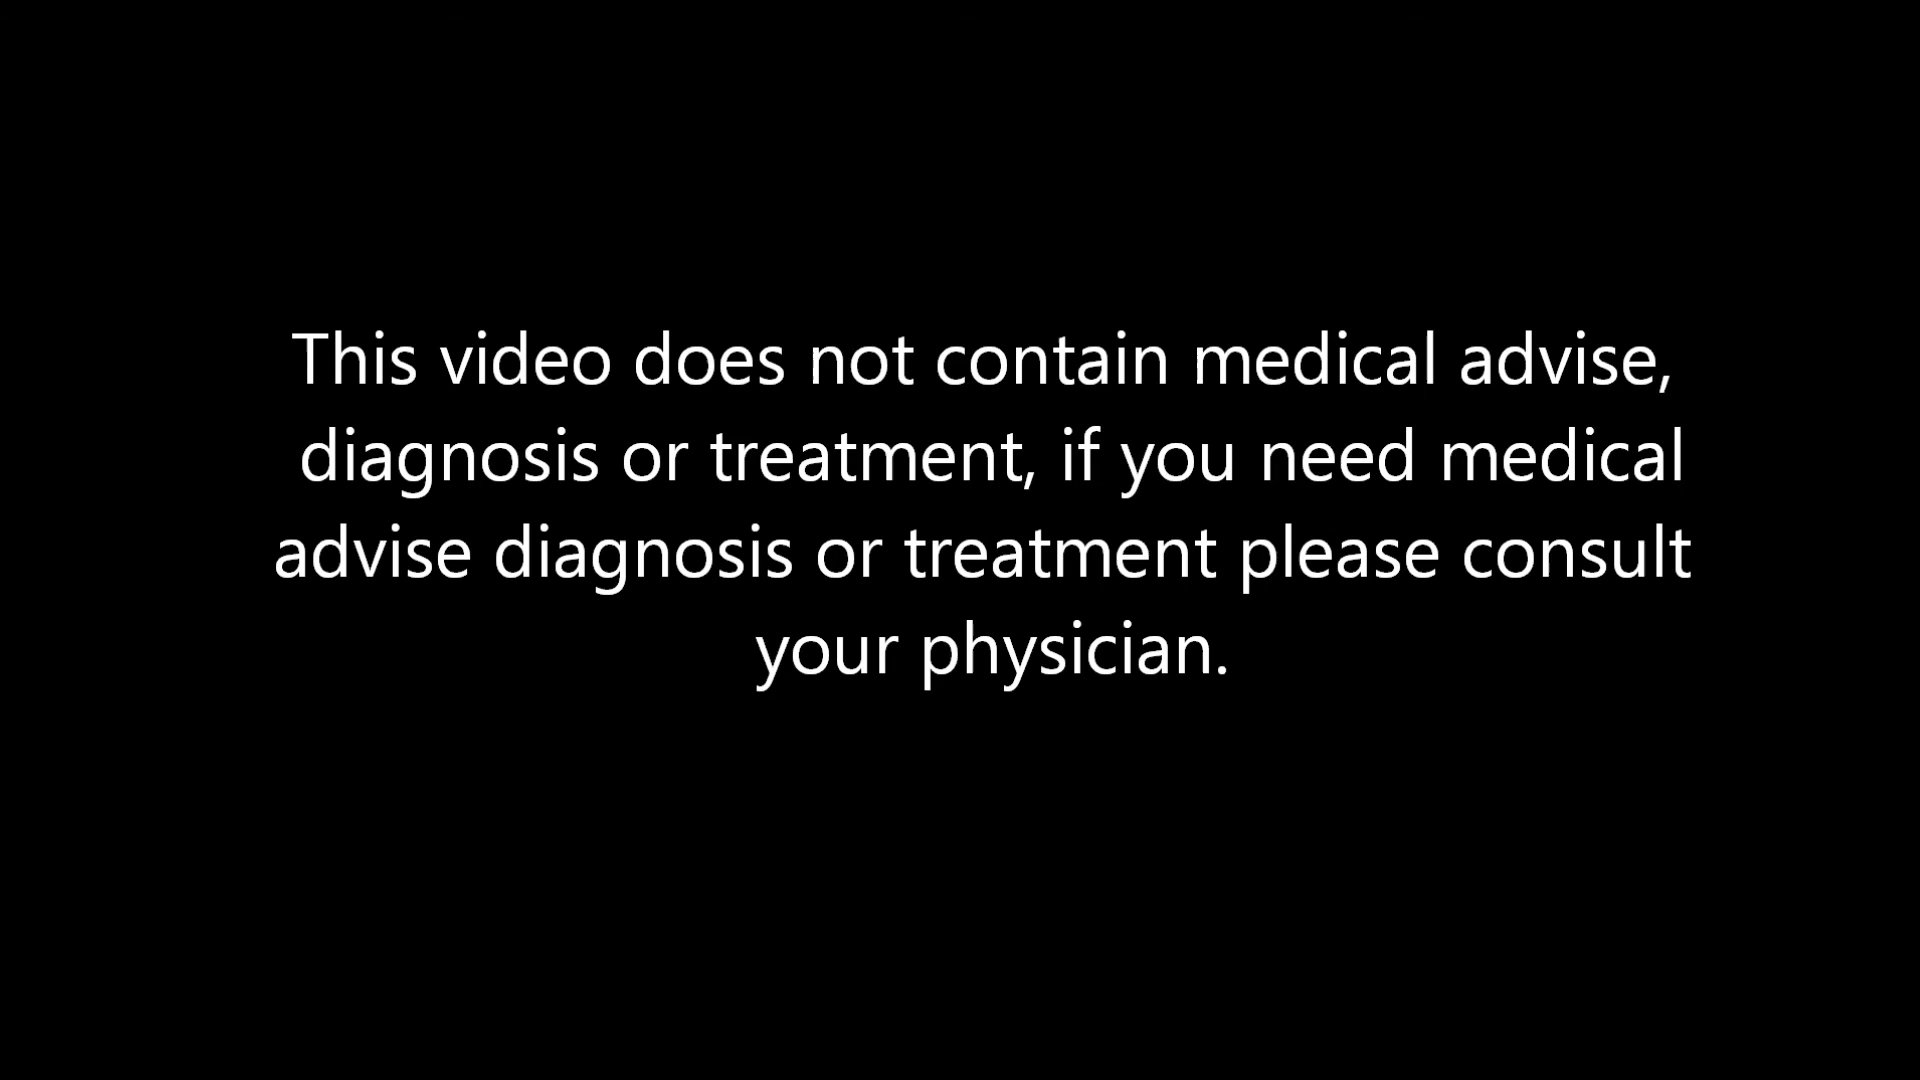 This video does not contain medical advise,
diagnosis or treatment, if you need medical
advise diagnosis or treatment please consult
your physician.